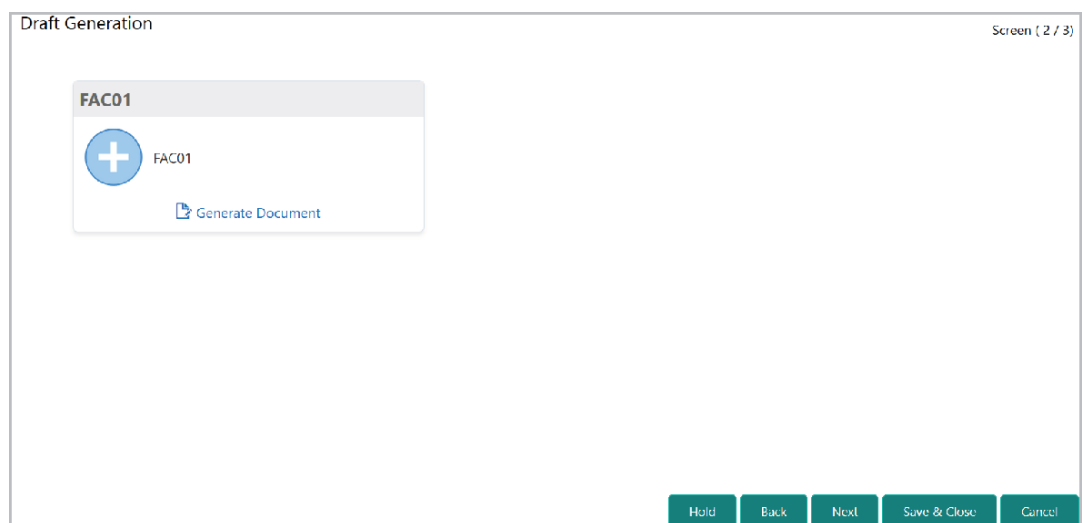 Draft Generation
Screen ( 2 / 3)
FAC01
FAC01
Generate Document
Hold Back Next Save & Close Cancel